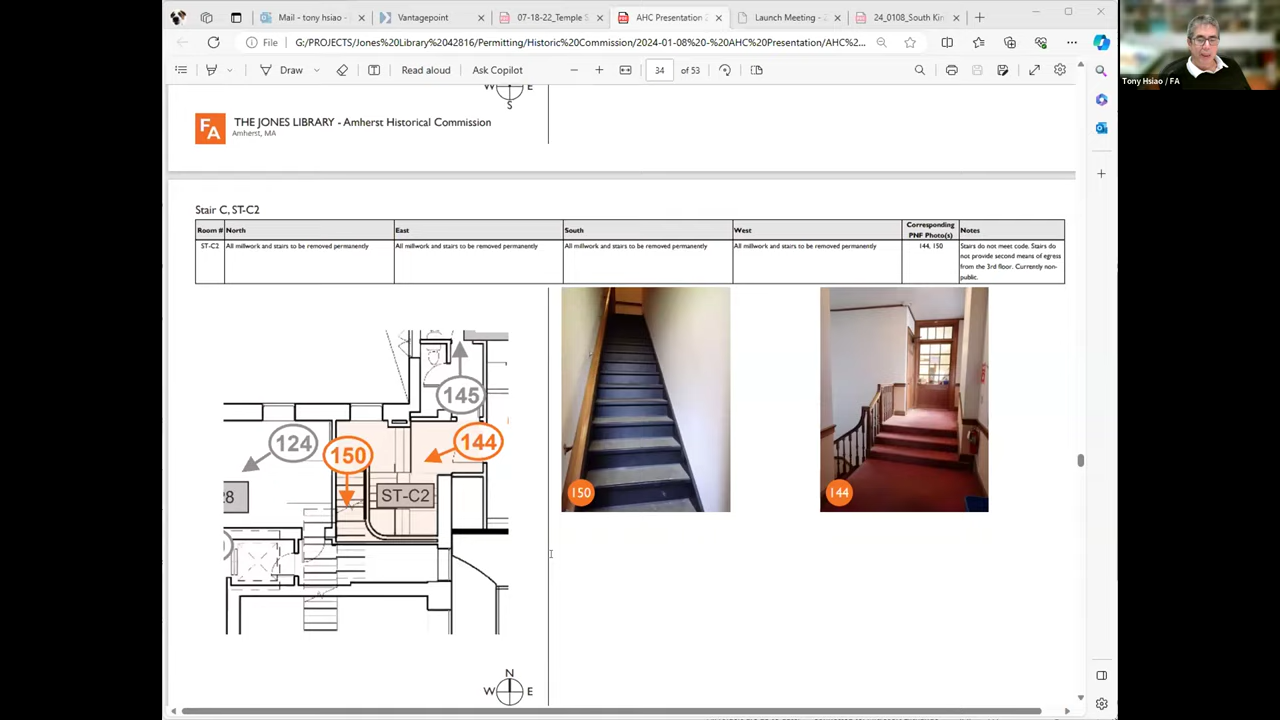 Mail - tony hsiao -
Vantagepoint
07-18-22_Temple S
AHC Presentation 2
Launch Meeting - 2
24_0108_South Kin
File
G:/PROJECTS/Jones%20Library%2042816/Permitting/Historic%20Commission/2024-01-08%20-%20AHC%20Presentation/AHC%...
Draw
Read aloud
Ask Copilot
34 of 53
Tony Hsiao / FA
W E
S
FA
THE JONES LIBRARY - Amherst Historical Commission
Amherst, MA
Stair C, ST-C2
Room # North East South West Corresponding PNF Photo(s) Notes
ST-C2 All millwork and stairs to be removed permanently All millwork and stairs to be removed permanently All millwork and stairs to be removed permanently All millwork and stairs to be removed permanently 144, 150 Stairs do not meet code. Stairs do
not provide second means of egress
from the 3rd floor. Currently non-
public.
145
124
150
144
28
ST-C2
150
144
N
W E